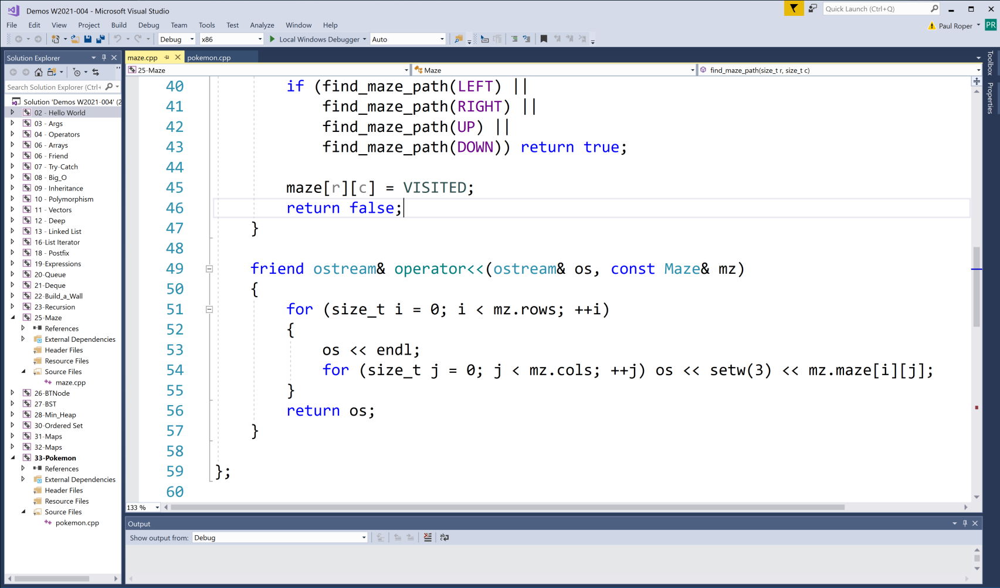 Demos W2021-004 - Microsoft Visual Studio
Quick Launch (Ctrl+Q)
File Edit View Project Build Debug Team Tools Test Analyze Window Help
Paul Roper PR
Debug x86 Local Windows Debugger Auto
Solution Explorer
Search Solution Explorer (Ctrl+
Solution 'Demos W2021-004' (2
02 - Hello World
03 - Args
04 - Operators
06 - Arrays
06 - Friend
07 - Try-Catch
08 - Big_O
09 - Inheritance
10 - Polymorphism
11 - Vectors
12 - Deep
13 - Linked List
16-List Iterator
18 - Postfix
19-Expressions
20-Queue
21-Deque
22-Build_a_Wall
23-Recursion
25-Maze
References
External Dependencies
Header Files
Resource Files
Source Files
maze.cpp
26-BTNode
27-BST
28-Min_Heap
30-Ordered Set
31-Maps
32-Maps
33-Pokemon
References
External Dependencies
Header Files
Resource Files
Source Files
pokemon.cpp
maze.cpp pokemon.cpp
25-Maze Maze find_maze_path(size_t r, size_t c)
40 if (find_maze_path(LEFT) ||
41 find_maze_path(RIGHT) ||
42 find_maze_path(UP) ||
43 find_maze_path(DOWN)) return true;
44
45 maze[r][c] = VISITED;
46 return false;
47 }
48
49 friend ostream& operator<<(ostream& os, const Maze& mz)
50 {
51 for (size_t i = 0; i < mz.rows; ++i)
52 {
53 os << endl;
54 for (size_t j = 0; j < mz.cols; ++j) os << setw(3) << mz.maze[i][j];
55 }
56 return os;
57 }
58
59 };
60
133 %
Output
Show output from: Debug
Toolbox
Properties